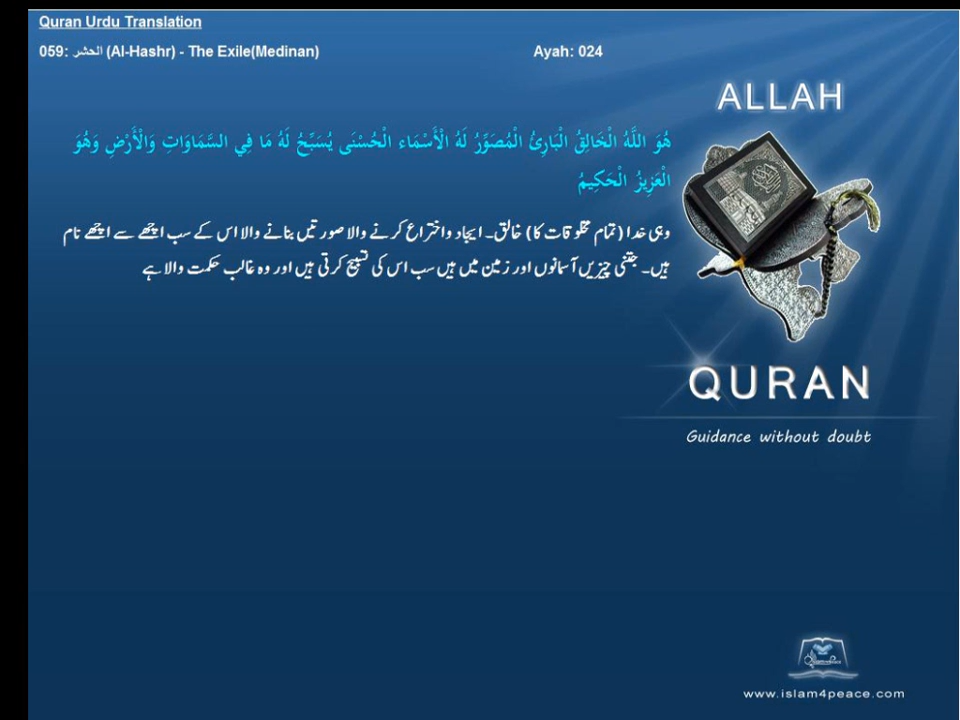 Quran Urdu Translation
059: الحشر (Al-Hashr) - The Exile(Medinan) Ayah: 024
ALLAH
هُوَ اللَّهُ الْخَالِقُ الْبَارِئُ الْمُصَوِّرُ لَهُ الْأَسْمَاء الْحُسْنَى يُسَبِّحُ لَهُ مَا فِي السَّمَاوَاتِ وَالْأَرْضِ وَهُوَ
الْعَزِيزُ الْحَكِيمُ
وہی خدا (تمام مخلوقات کا) خالق۔ ایجاد واختراع کرنے والا صورتیں بنانے والا اس کے سب اچھے سے اچھے نام
ہیں۔ جتنی چیزیں آسمانوں اور زمین میں ہیں سب اس کی تسبیح کرتی ہیں اور وہ غالب حکمت والا ہے
QURAN
Guidance without doubt
www.islam4peace.com